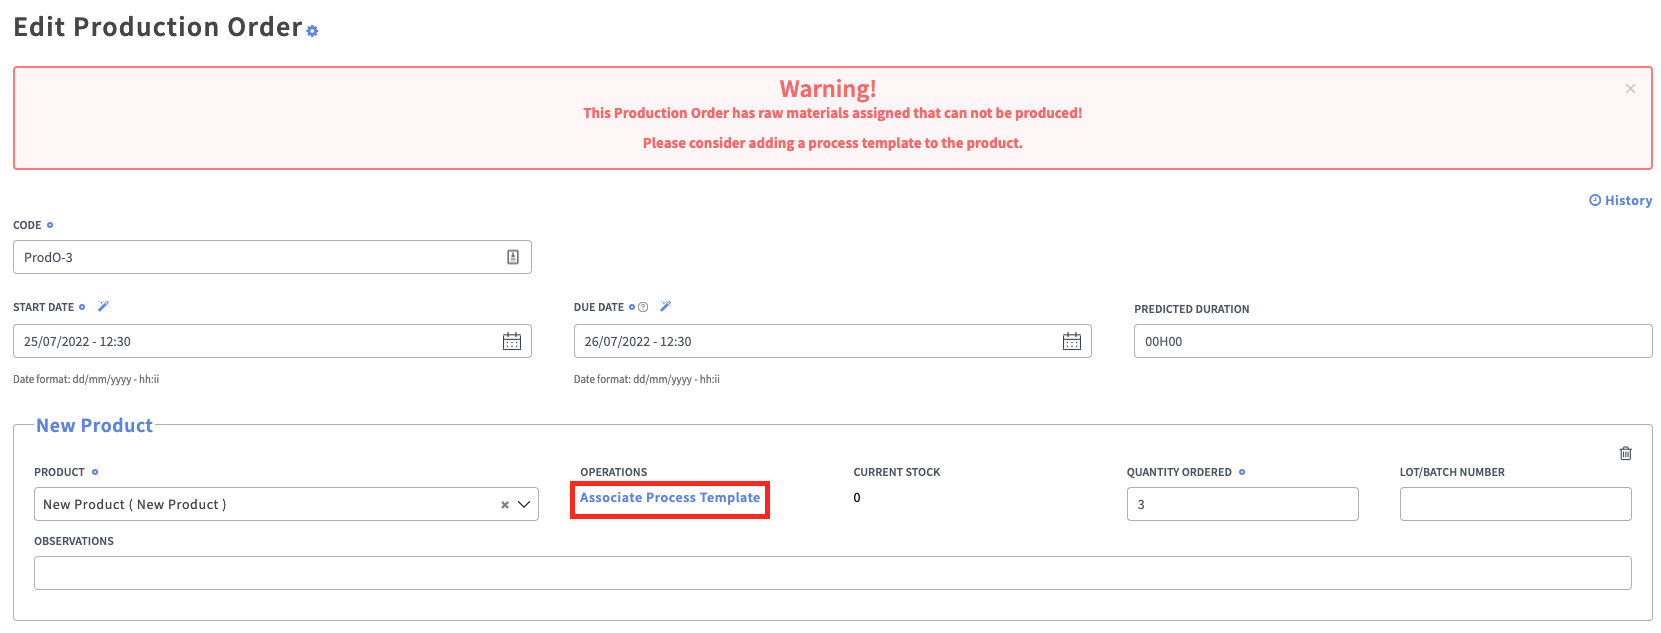 Edit Production Order
Warning!
This Production Order has raw materials assigned that can not be produced!
Please consider adding a process template to the product.
History
CODE
ProdO-3
START DATE
DUE DATE
PREDICTED DURATION
25/07/2022 - 12:30
26/07/2022 - 12:30
00H00
Date format: dd/mm/yyyy - hh:ii
Date format: dd/mm/yyyy - hh:ii
New Product
PRODUCT
OPERATIONS
CURRENT STOCK
QUANTITY ORDERED
LOT/BATCH NUMBER
New Product ( New Product )
Associate Process Template
0
3
OBSERVATIONS